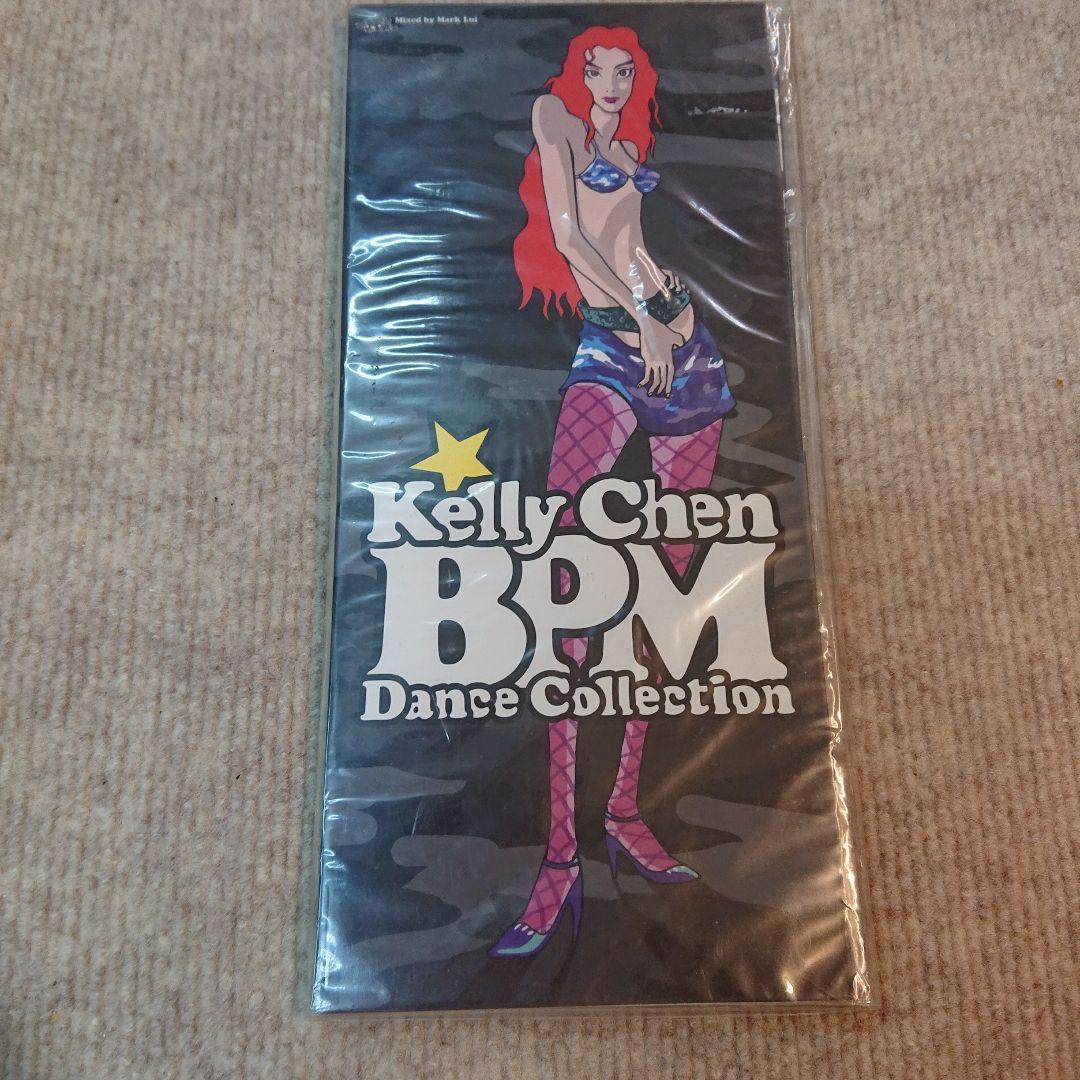 Mixed by Mark Lui
Kelly Chen
BPM
Dance Collection